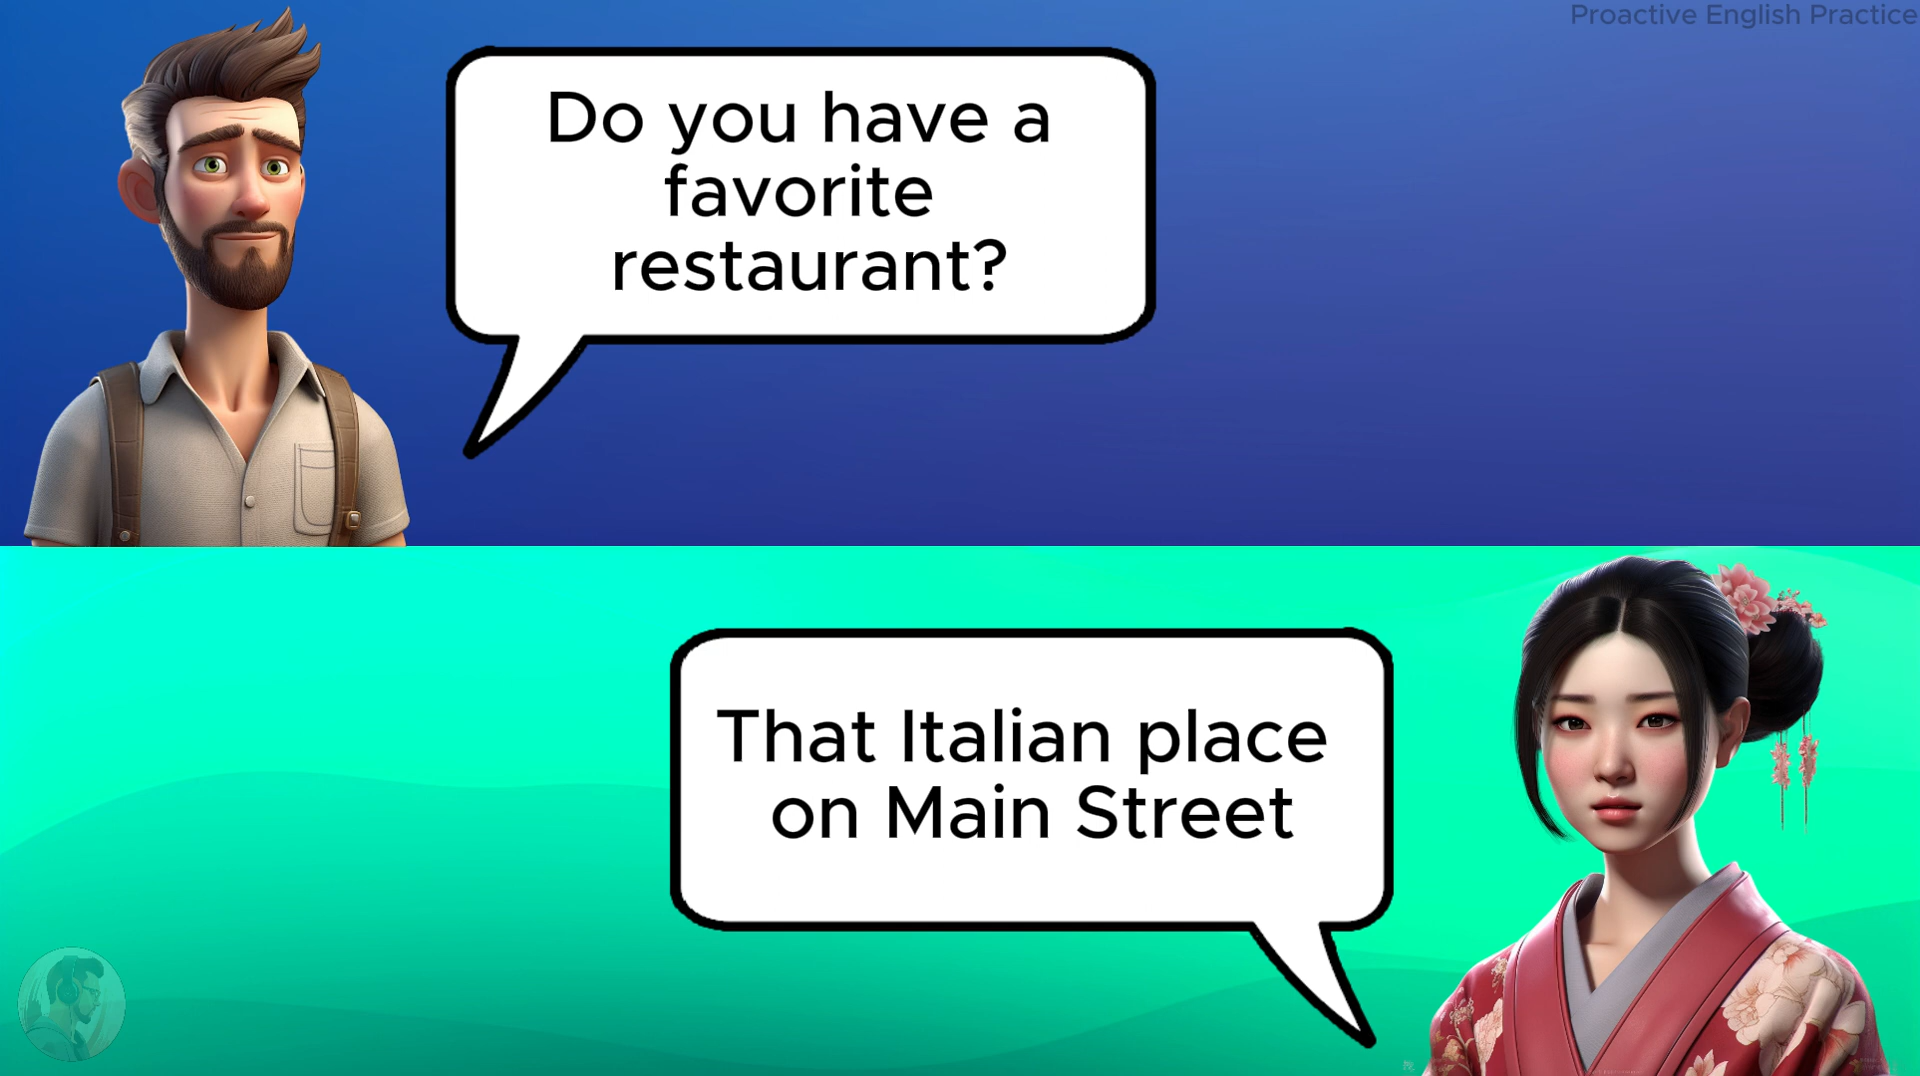 Proactive English Practice
Do you have a
favorite
restaurant?
That Italian place
on Main Street